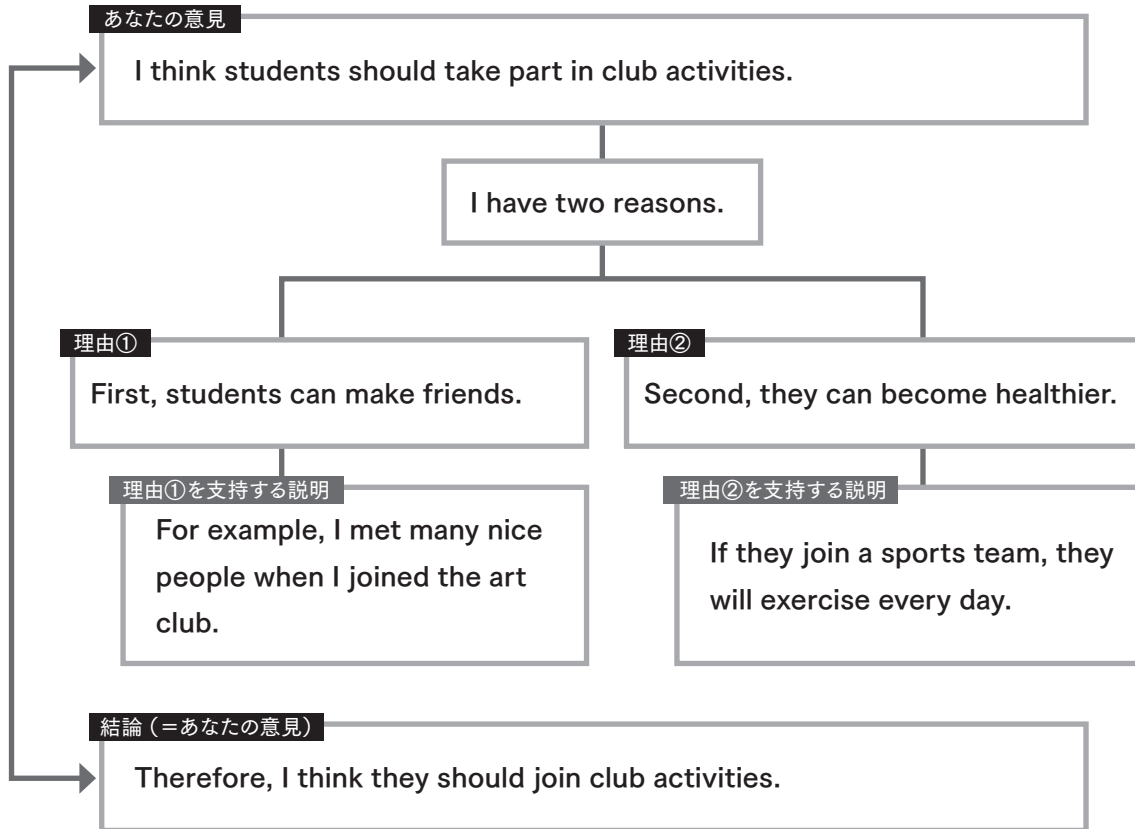 あなたの意見
I think students should take part in club activities.
I have two reasons.
理由①
First, students can make friends.
理由①を支持する説明
For example, I met many nice
people when I joined the art
club.
理由②
Second, they can become healthier.
理由②を支持する説明
If they join a sports team, they
will exercise every day.
結論（＝あなたの意見）
Therefore, I think they should join club activities.